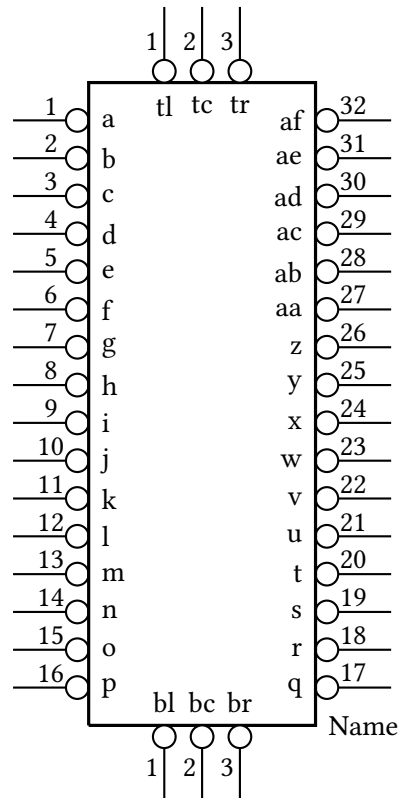 1 2 3
tl tc tr
1 a af 32
2 b ae 31
3 c ad 30
4 d ac 29
5 e ab 28
6 f aa 27
7 g z 26
8 h y 25
9 i x 24
10 j w 23
11 k v 22
12 l u 21
13 m t 20
14 n s 19
15 o r 18
16 p q 17
bl bc br
Name
1 2 3